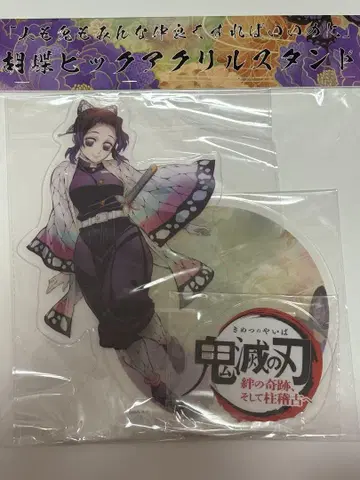 「人も鬼もみんな仲良くすればいいのに」
胡蝶ビックアクリルスタンド
きめつのやいば
鬼滅の刃
絆の奇跡、
そして柱稽古へ